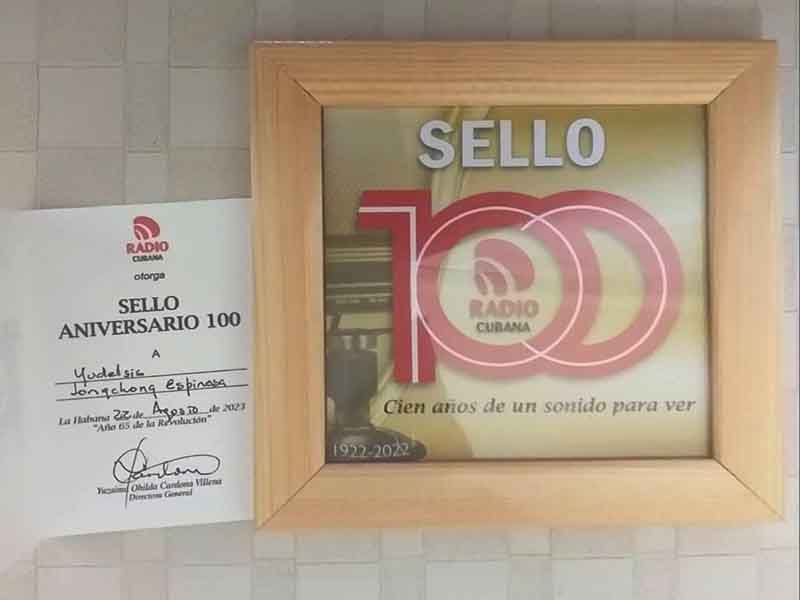 RADIO
CUBANA
otorga
SELLO
ANIVERSARIO 100
A
Yudelsis
Jongchong Espinosa
La Habana 22 de Agosto de 2023
"Año 65 de la Revolución"
Yuzaima Ohilda Cardona Villena
Directora General
SELLO
100
RADIO
CUBANA
Cien años de un sonido para ver
1922-2022